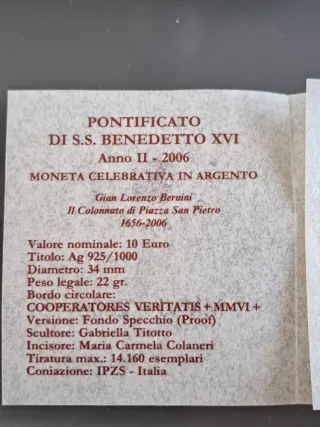 PONTIFICATO
DI S.S. BENEDETTO XVI
Anno II - 2006
MONETA CELEBRATIVA IN ARGENTO
Gian Lorenzo Bernini
Il Colonnato di Piazza San Pietro
1656-2006
Valore nominale: 10 Euro
Titolo: Ag 925/1000
Diametro: 34 mm
Peso legale: 22 gr.
Bordo circolare:
COOPERATORES VERITATIS + MMVI +
Versione: Fondo Specchio (Proof)
Scultore: Gabriella Titotto
Incisore: Maria Carmela Colaneri
Tiratura max.: 14.160 esemplari
Coniazione: IPZS - Italia